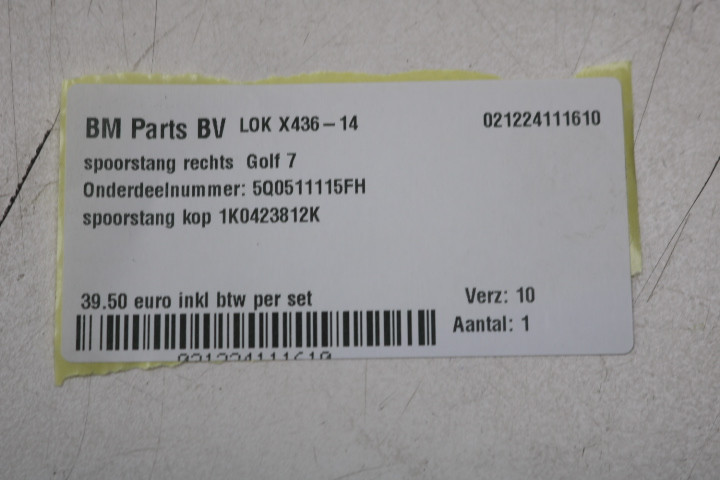 BM Parts BV LOK X436-14 021224111610
spoorstang rechts Golf 7
Onderdeelnummer: 5Q0511115FH
spoorstang kop 1K0423812K
39.50 euro inkl btw per set Verz: 10
Aantal: 1
021224111610